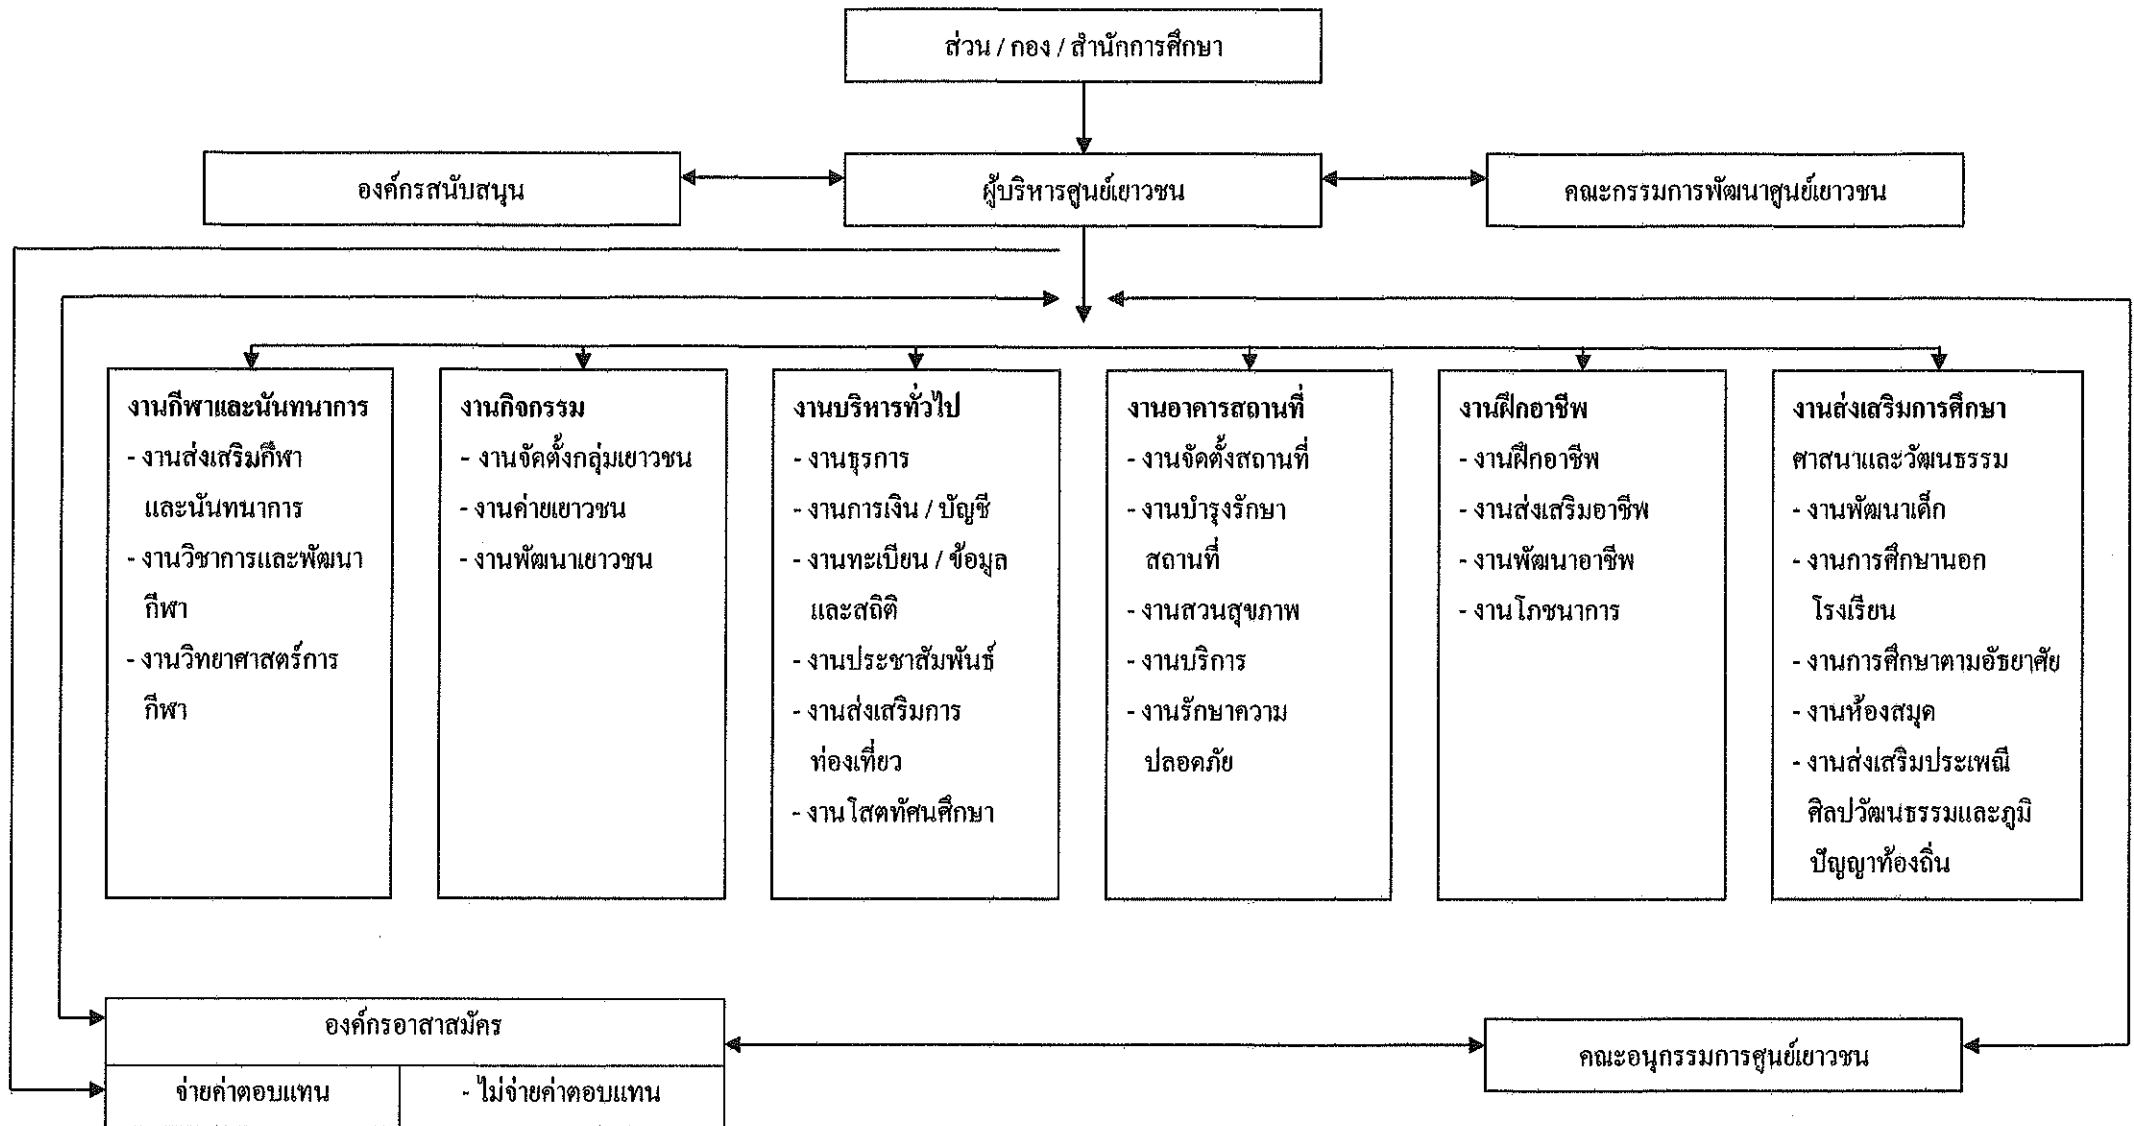 ส่วน / กอง / สำนักการศึกษา
องค์กรสนับสนุน
ผู้บริหารศูนย์เยาวชน
คณะกรรมการพัฒนาศูนย์เยาวชน
งานกีฬาและนันทนาการ
- งานส่งเสริมกีฬา
และนันทนาการ
- งานวิชาการและพัฒนา
กีฬา
- งานวิทยาศาสตร์การ
กีฬา
งานกิจกรรม
- งานจัดตั้งกลุ่มเยาวชน
- งานค่ายเยาวชน
- งานพัฒนาเยาวชน
งานบริหารทั่วไป
- งานธุรการ
- งานการเงิน / บัญชี
- งานทะเบียน / ข้อมูล
และสถิติ
- งานประชาสัมพันธ์
- งานส่งเสริมการ
ท่องเที่ยว
- งานโสตทัศนศึกษา
งานอาคารสถานที่
- งานจัดตั้งสถานที่
- งานบำรุงรักษา
สถานที่
- งานสวนสุขภาพ
- งานบริการ
- งานรักษาความ
ปลอดภัย
งานฝึกอาชีพ
- งานฝึกอาชีพ
- งานส่งเสริมอาชีพ
- งานพัฒนาอาชีพ
- งานโภชนาการ
งานส่งเสริมการศึกษา
ศาสนาและวัฒนธรรม
- งานพัฒนาเด็ก
- งานการศึกษานอก
โรงเรียน
- งานการศึกษาตามอัธยาศัย
- งานห้องสมุด
- งานส่งเสริมประเพณี
ศิลปวัฒนธรรมและภูมิ
ปัญญาท้องถิ่น
องค์กรอาสาสมัคร
จ่ายค่าตอบแทน
- ไม่จ่ายค่าตอบแทน
คณะอนุกรรมการศูนย์เยาวชน